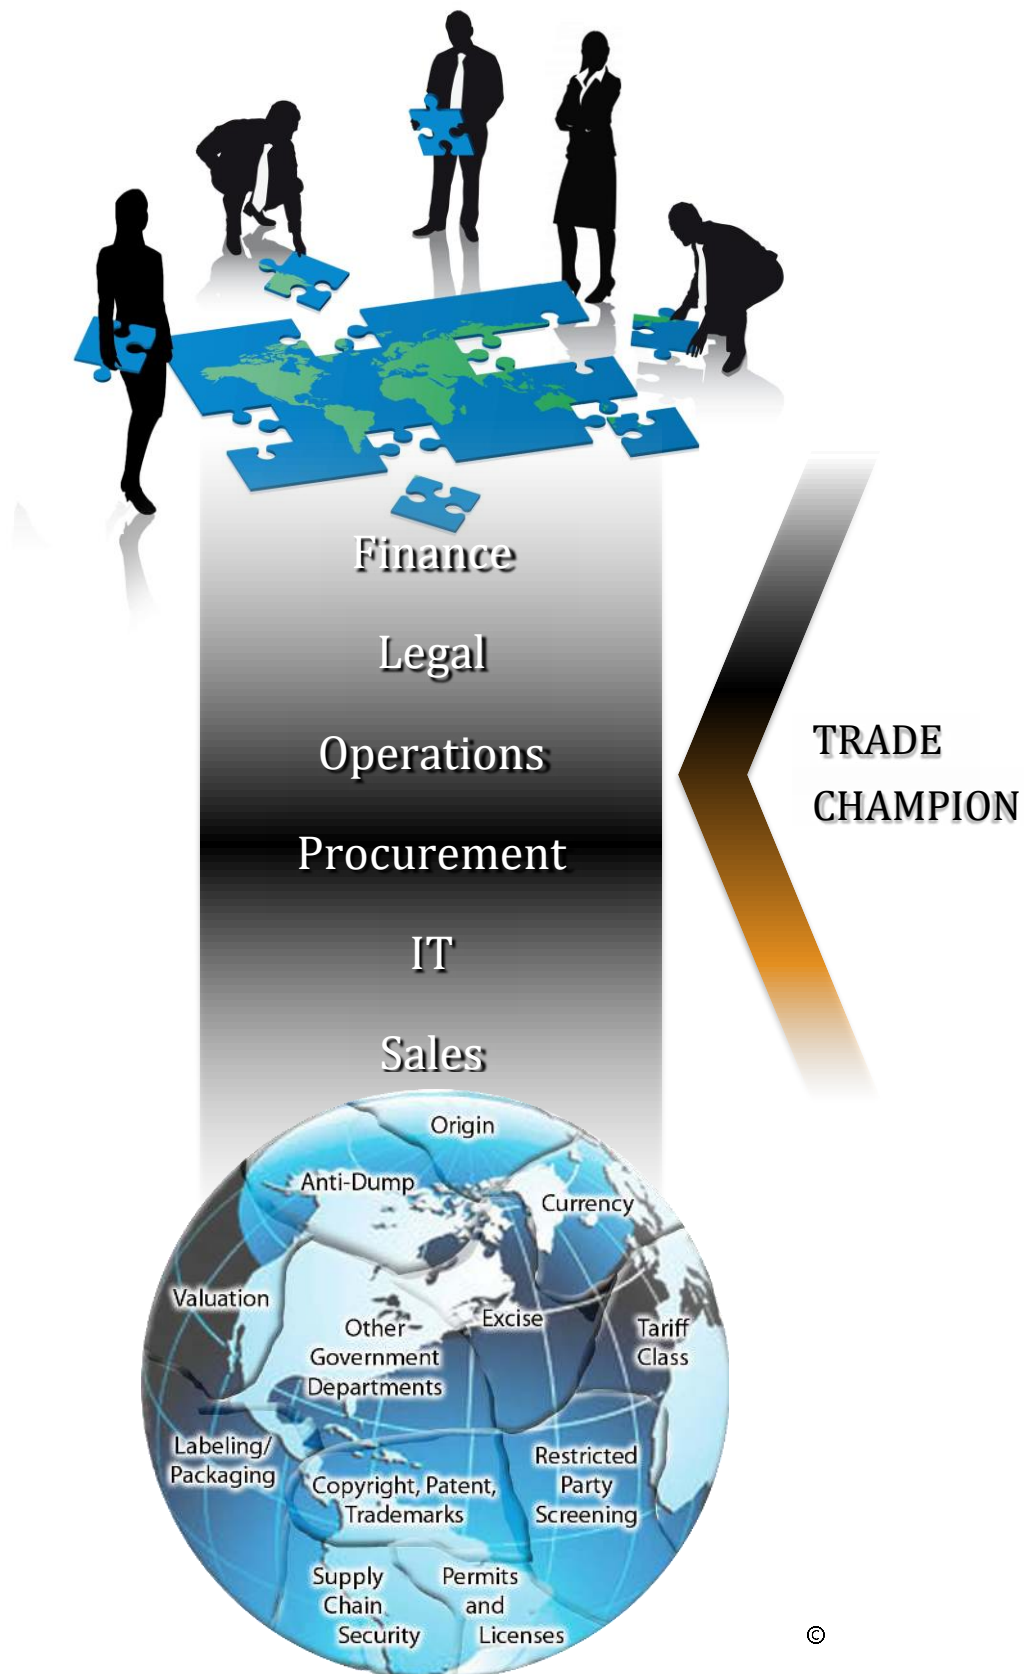 Finance
Legal
Operations
Procurement
IT
Sales
TRADE
CHAMPION
Origin
Anti-Dump
Currency
Valuation
Other
Government
Departments
Excise
Tariff
Class
Labeling/
Packaging
Copyright, Patent,
Trademarks
Restricted
Party
Screening
Supply
Chain
Security
Permits
and
Licenses
©